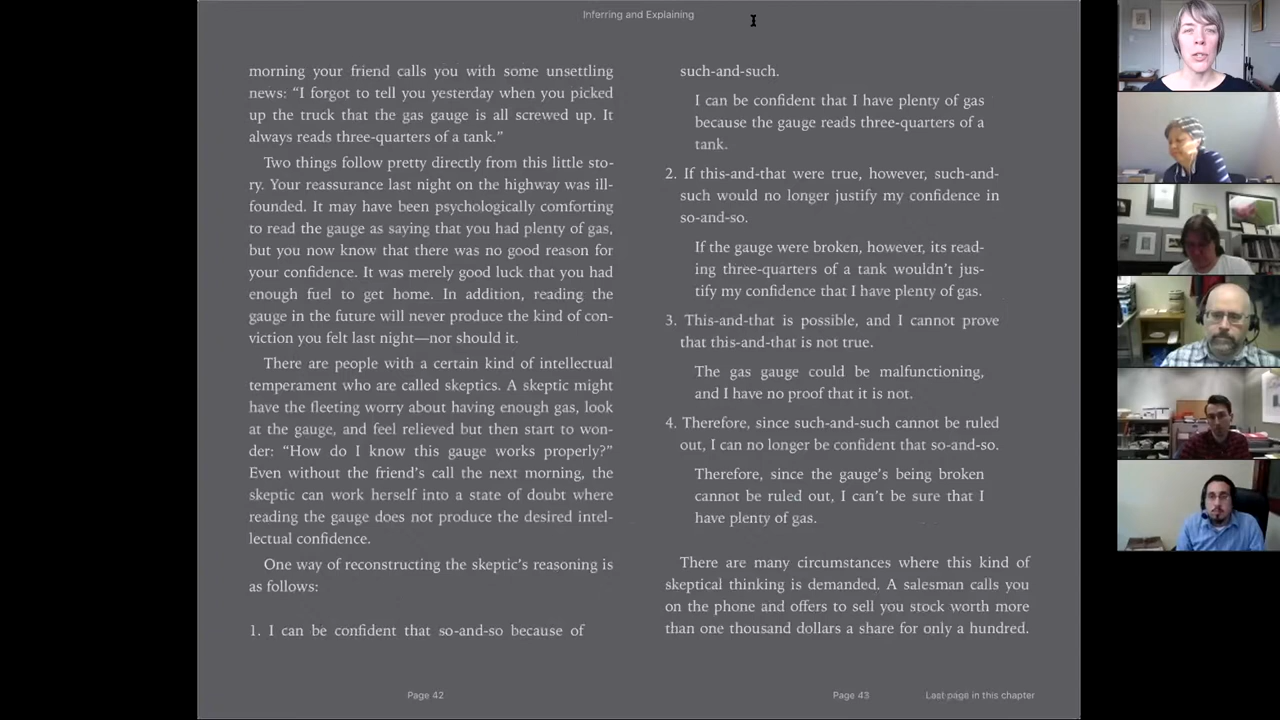 Inferring and Explaining
morning your friend calls you with some unsettling
news: “I forgot to tell you yesterday when you picked
up the truck that the gas gauge is all screwed up. It
always reads three-quarters of a tank.”
Two things follow pretty directly from this little sto-
ry. Your reassurance last night on the highway was ill-
founded. It may have been psychologically comforting
to read the gauge as saying that you had plenty of gas,
but you now know that there was no good reason for
your confidence. It was merely good luck that you had
enough fuel to get home. In addition, reading the
gauge in the future will never produce the kind of con-
viction you felt last night—nor should it.
There are people with a certain kind of intellectual
temperament who are called skeptics. A skeptic might
have the fleeting worry about having enough gas, look
at the gauge, and feel relieved but then start to won-
der: “How do I know this gauge works properly?”
Even without the friend’s call the next morning, the
skeptic can work herself into a state of doubt where
reading the gauge does not produce the desired intel-
lectual confidence.
One way of reconstructing the skeptic’s reasoning is
as follows:
1. I can be confident that so-and-so because of
Page 42
such-and-such.
I can be confident that I have plenty of gas
because the gauge reads three-quarters of a
tank.
2. If this-and-that were true, however, such-and-
such would no longer justify my confidence in
so-and-so.
If the gauge were broken, however, its read-
ing three-quarters of a tank wouldn’t jus-
tify my confidence that I have plenty of gas.
3. This-and-that is possible, and I cannot prove
that this-and-that is not true.
The gas gauge could be malfunctioning,
and I have no proof that it is not.
4. Therefore, since such-and-such cannot be ruled
out, I can no longer be confident that so-and-so.
Therefore, since the gauge’s being broken
cannot be ruled out, I can’t be sure that I
have plenty of gas.
There are many circumstances where this kind of
skeptical thinking is demanded. A salesman calls you
on the phone and offers to sell you stock worth more
than one thousand dollars a share for only a hundred.
Page 43
Last page in this chapter